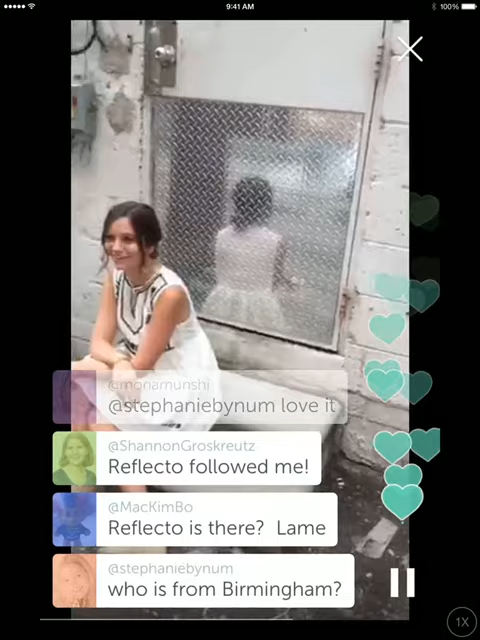 9:41 AM
100%
@monamunshi
@stephaniebynum love it
@ShannonGroskreutz
Reflecto followed me!
@MacKimBo
Reflecto is there?  Lame
@stephaniebynum
who is from Birmingham?
1X